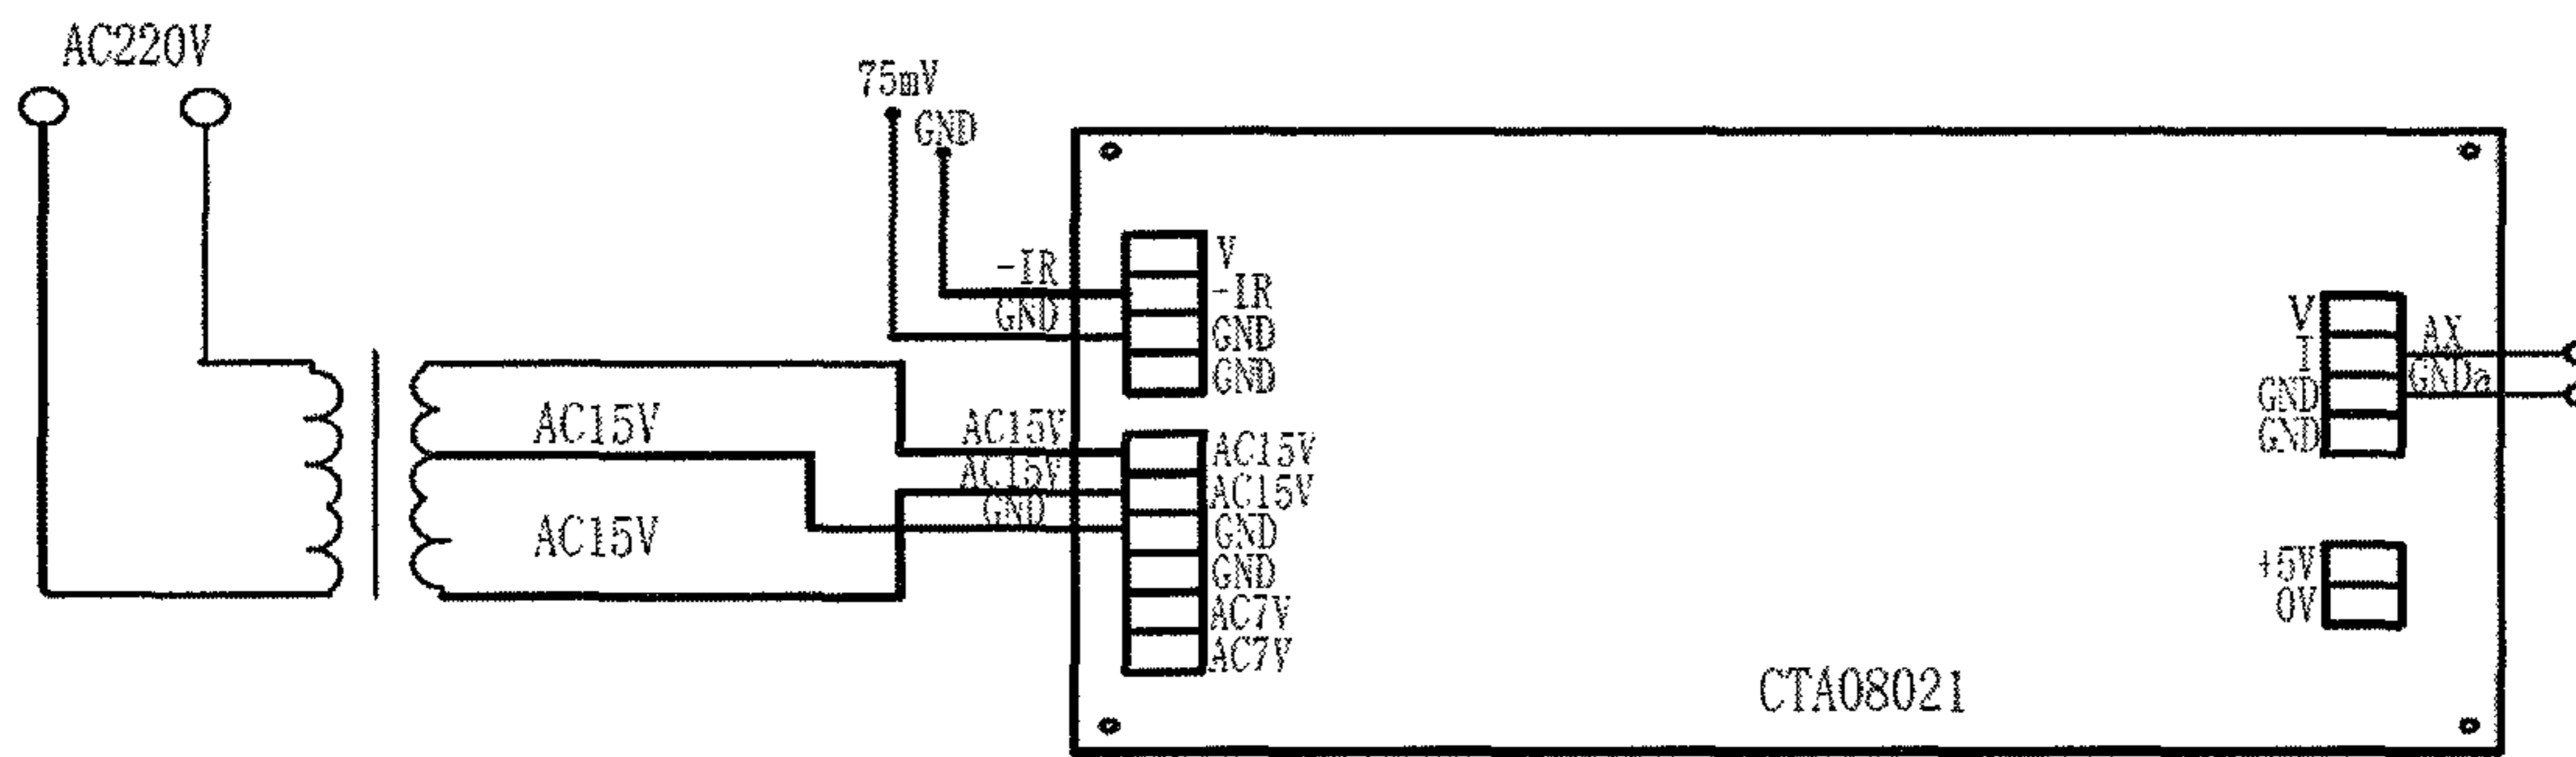 AC220V
75mV
GND
-IR
GND
V
-IR
GND
GND
AC15V
AC15V
AC15V
AC15V
GND
AC15V
AC15V
GND
GND
AC7V
AC7V
V
I
GND
GND
AX
GNDa
+5V
0V
CTA08021